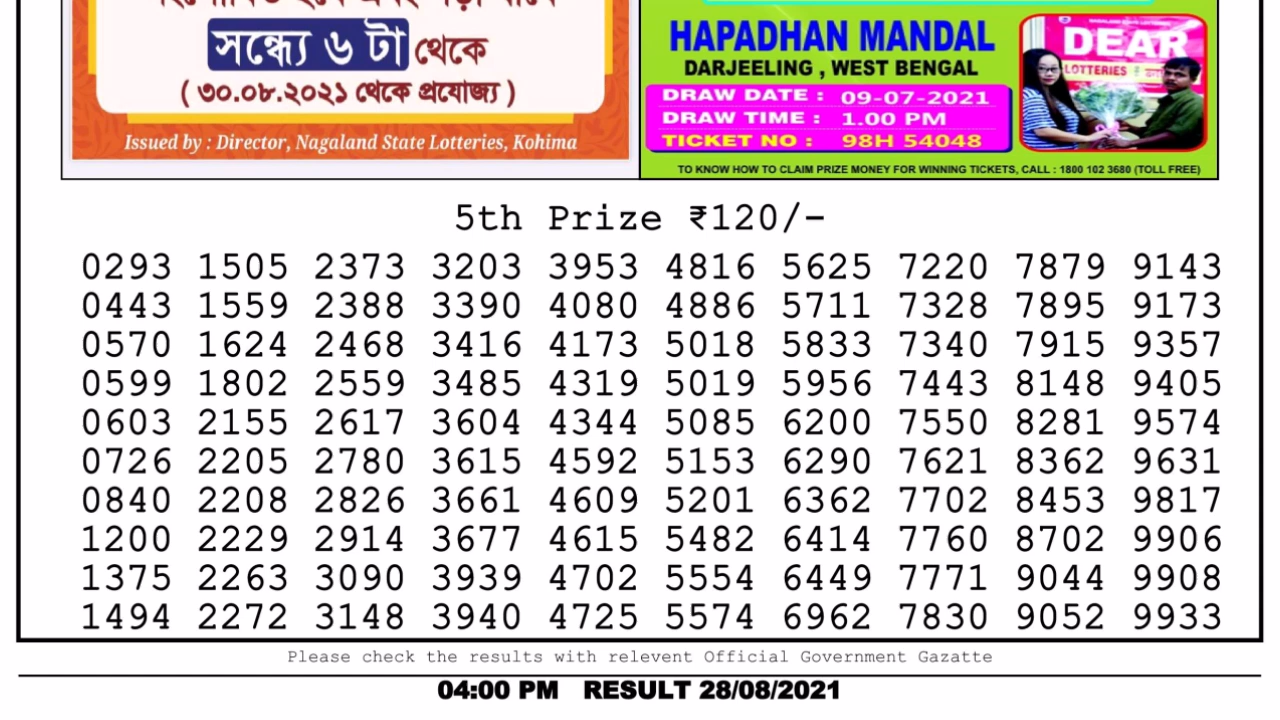 সন্ধ্যে ৬ টা থেকে
( ৩০.০৮.২০২১ থেকে প্রযোজ্য )
Issued by : Director, Nagaland State Lotteries, Kohima
HAPADHAN MANDAL
DARJEELING , WEST BENGAL
DRAW DATE : 09-07-2021
DRAW TIME : 1.00 PM
TICKET NO : 98H 54048
DEAR
LOTTERIES
TO KNOW HOW TO CLAIM PRIZE MONEY FOR WINNING TICKETS, CALL : 1800 102 3680 (TOLL FREE)
5th Prize ₹120/-
0293 1505 2373 3203 3953 4816 5625 7220 7879 9143
0443 1559 2388 3390 4080 4886 5711 7328 7895 9173
0570 1624 2468 3416 4173 5018 5833 7340 7915 9357
0599 1802 2559 3485 4319 5019 5956 7443 8148 9405
0603 2155 2617 3604 4344 5085 6200 7550 8281 9574
0726 2205 2780 3615 4592 5153 6290 7621 8362 9631
0840 2208 2826 3661 4609 5201 6362 7702 8453 9817
1200 2229 2914 3677 4615 5482 6414 7760 8702 9906
1375 2263 3090 3939 4702 5554 6449 7771 9044 9908
1494 2272 3148 3940 4725 5574 6962 7830 9052 9933
Please check the results with relevent Official Government Gazatte
04:00 PM RESULT 28/08/2021